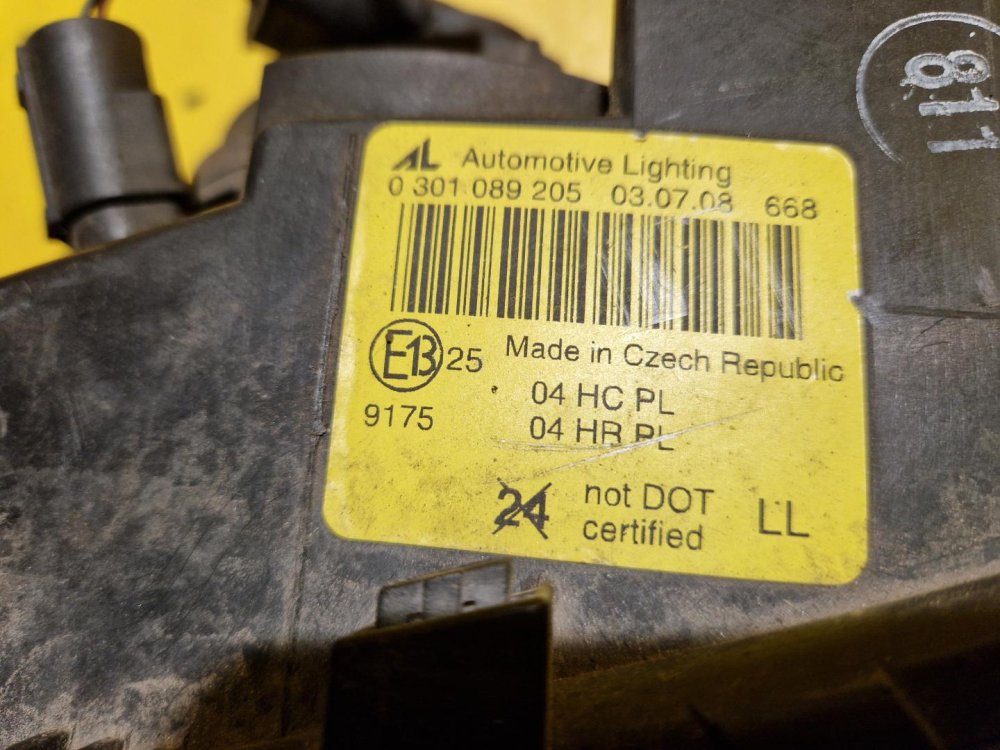 AL Automotive Lighting
0 301 089 205 03.07.08 668
E13 25 Made in Czech Republic
9175 04 HC PL
04 HR PL
24 not DOT LL
certified
811